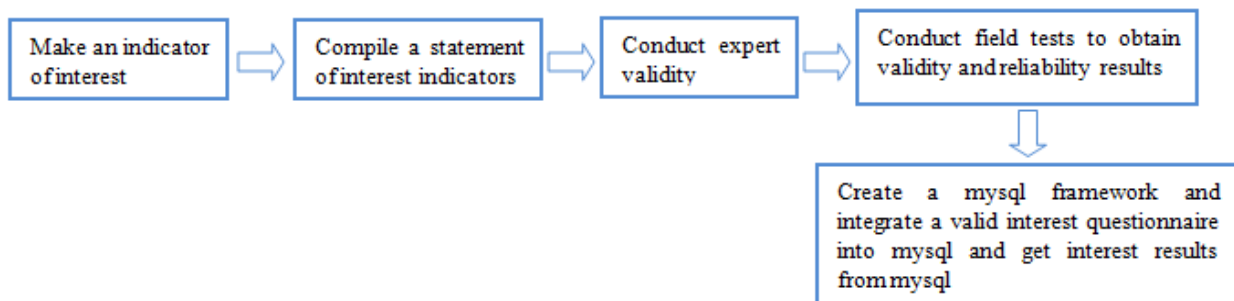 Make an indicator
of interest
Compile a statement
of interest indicators
Conduct expert
validity
Conduct field tests to obtain
validity and reliability results
Create a mysql framework and
integrate a valid interest questionnaire
into mysql and get interest results
from mysql